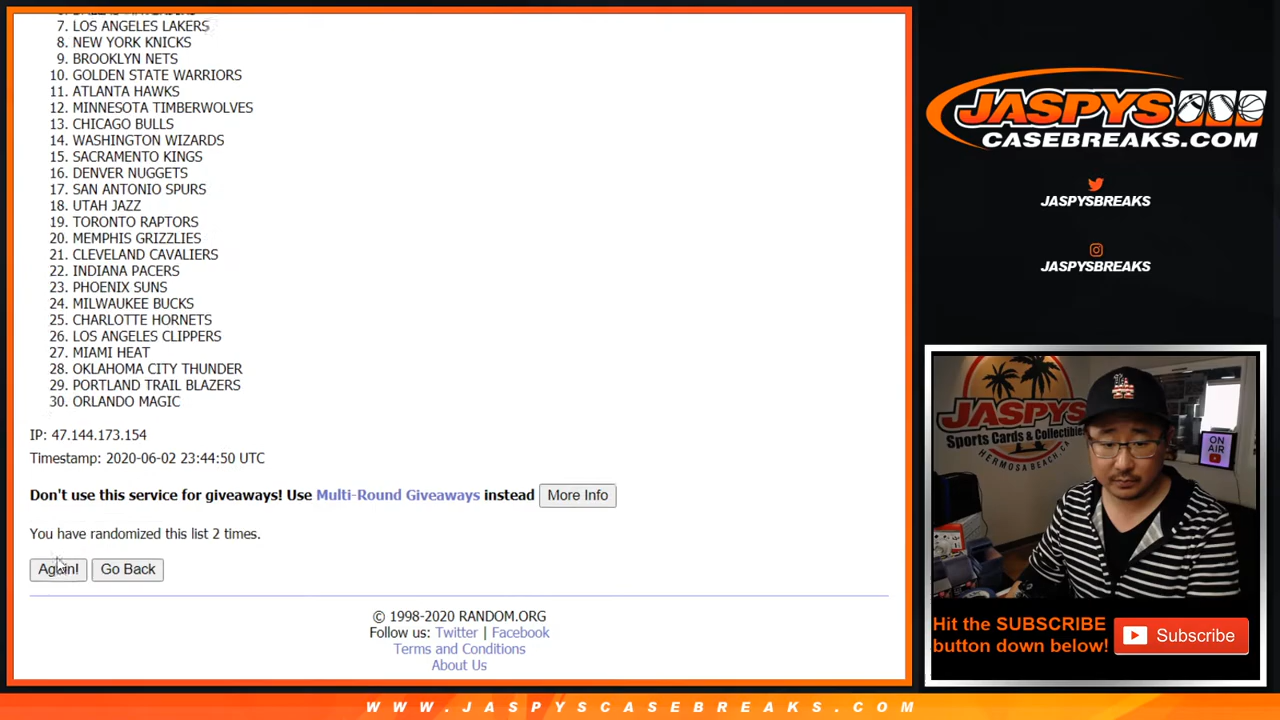 7. LOS ANGELES LAKERS
8. NEW YORK KNICKS
9. BROOKLYN NETS
10. GOLDEN STATE WARRIORS
11. ATLANTA HAWKS
12. MINNESOTA TIMBERWOLVES
13. CHICAGO BULLS
14. WASHINGTON WIZARDS
15. SACRAMENTO KINGS
16. DENVER NUGGETS
17. SAN ANTONIO SPURS
18. UTAH JAZZ
19. TORONTO RAPTORS
20. MEMPHIS GRIZZLIES
21. CLEVELAND CAVALIERS
22. INDIANA PACERS
23. PHOENIX SUNS
24. MILWAUKEE BUCKS
25. CHARLOTTE HORNETS
26. LOS ANGELES CLIPPERS
27. MIAMI HEAT
28. OKLAHOMA CITY THUNDER
29. PORTLAND TRAIL BLAZERS
30. ORLANDO MAGIC
IP: 47.144.173.154
Timestamp: 2020-06-02 23:44:50 UTC
Don't use this service for giveaways! Use Multi-Round Giveaways instead More Info
You have randomized this list 2 times.
Again! Go Back
© 1998-2020 RANDOM.ORG
Follow us: Twitter | Facebook
Terms and Conditions
About Us
JASPYS
CASEBREAKS.COM
JASPYSBREAKS
JASPYSBREAKS
JASPYS
Sports Cards & Collectibles
HERMOSA BEACH, CA
ON
AIR
Hit the SUBSCRIBE
button down below!
Subscribe
WWW.JASPYSCASEBREAKS.COM